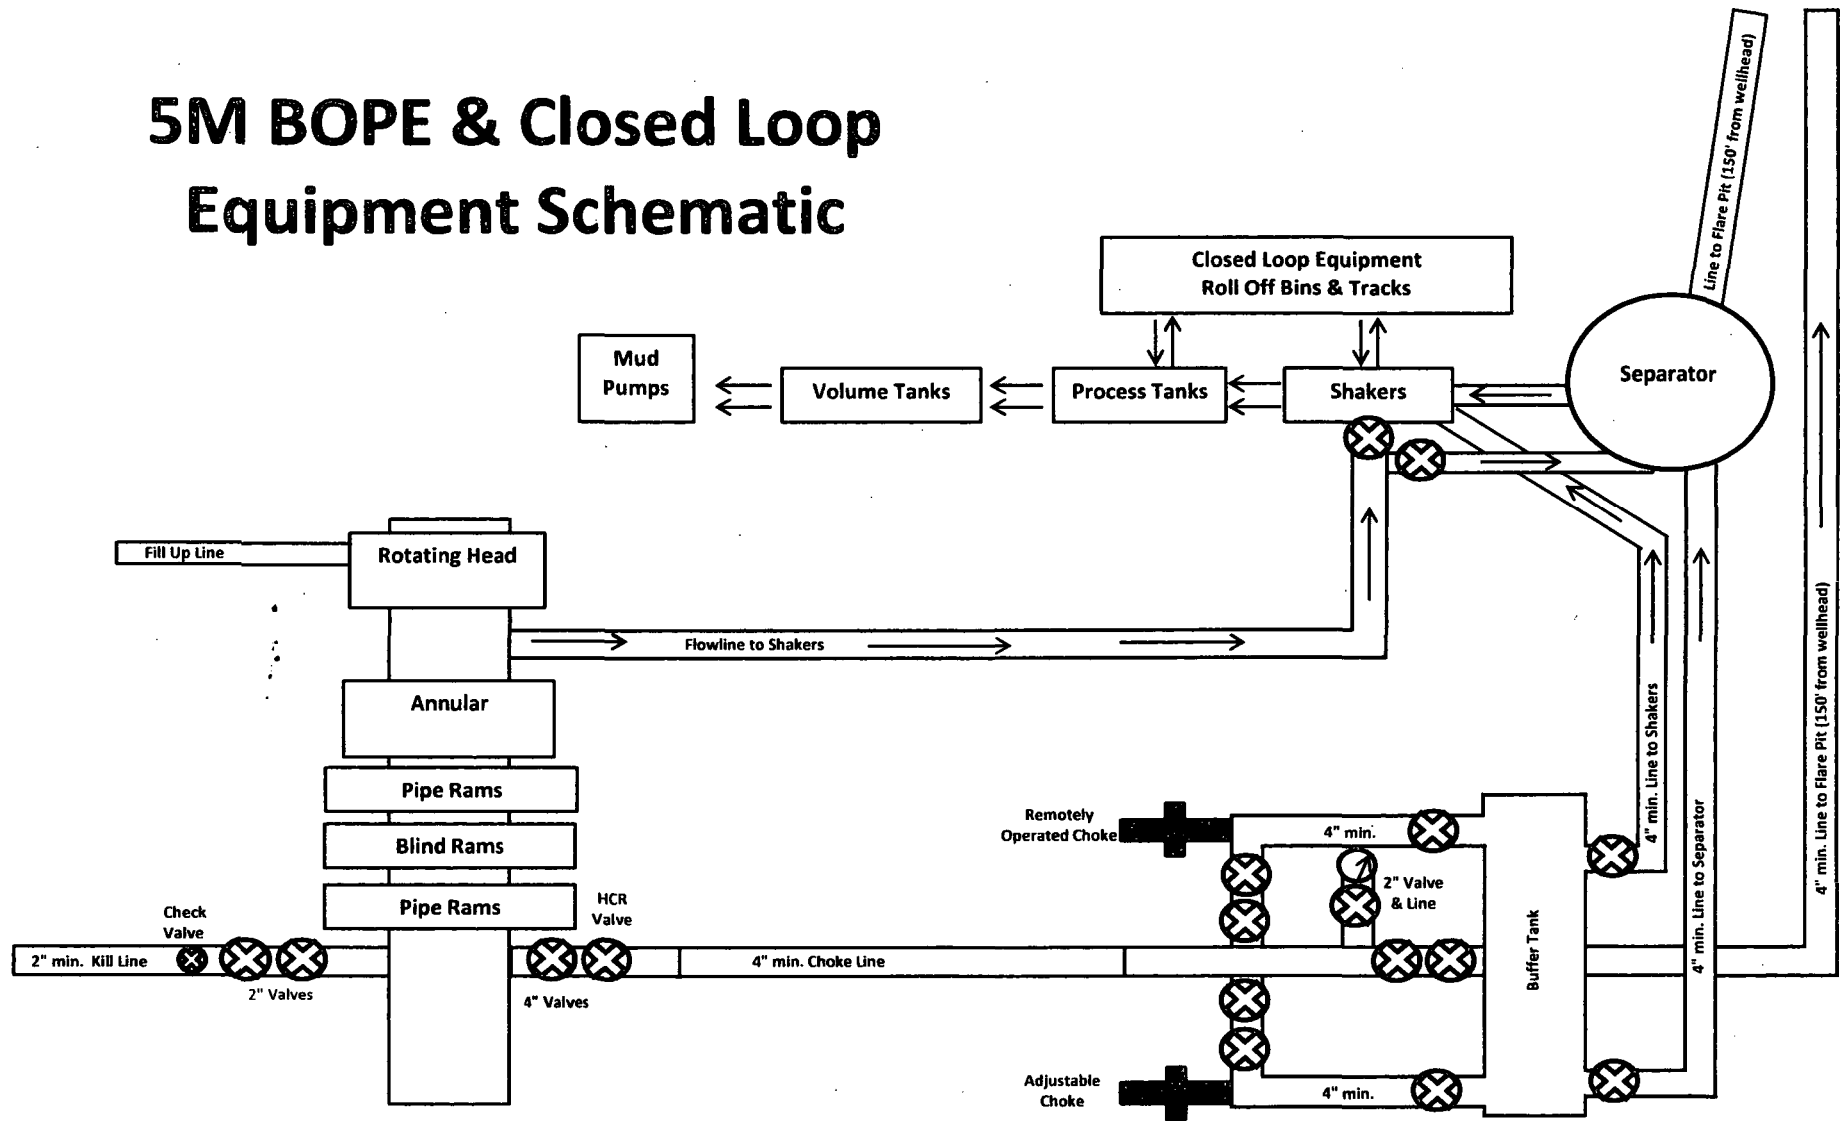 5M BOPE & Closed Loop
Equipment Schematic
Line to Flare Pit (150' from wellhead)
Closed Loop Equipment
Roll Off Bins & Tracks
Mud
Pumps
Volume Tanks
Process Tanks
Shakers
Separator
Fill Up Line
Rotating Head
Flowline to Shakers
Annular
Pipe Rams
Blind Rams
Pipe Rams
Check
Valve
HCR
Valve
2" min. Kill Line
2" Valves
4" Valves
4" min. Choke Line
Remotely
Operated Choke
4" min.
2" Valve
& Line
Adjustable
Choke
4" min.
Buffer Tank
4" min. Line to Shakers
4" min. Line to Separator
4" min. Line to Flare Pit (150' from wellhead)